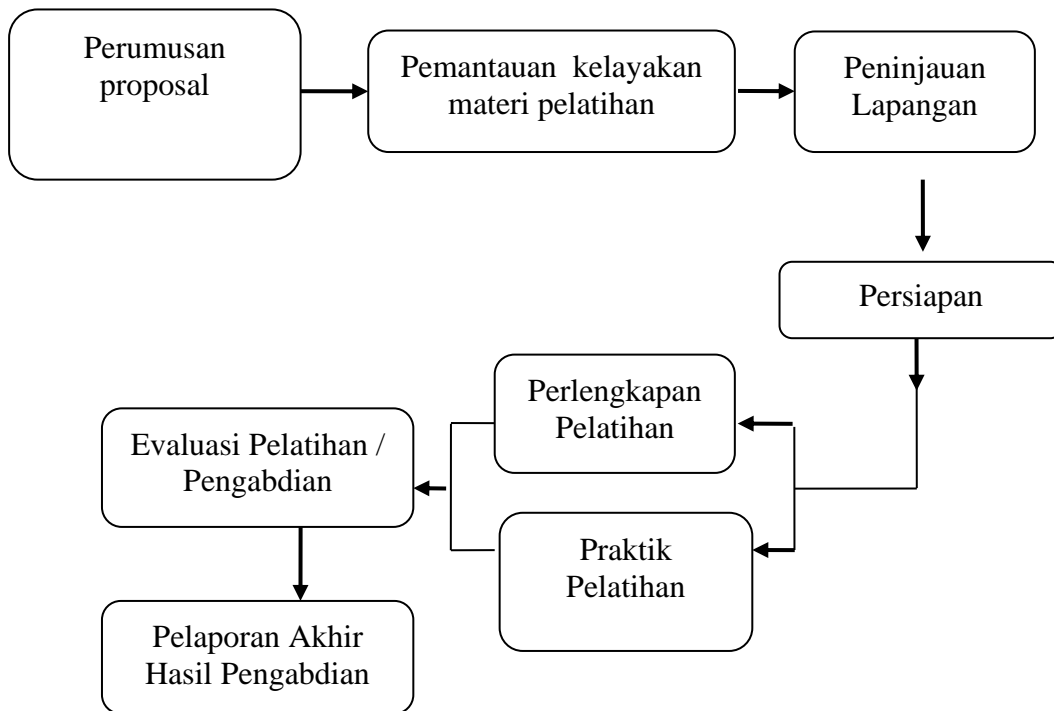 Perumusan
proposal
Pemantauan kelayakan
materi pelatihan
Peninjauan
Lapangan
Persiapan
Perlengkapan
Pelatihan
Praktik
Pelatihan
Evaluasi Pelatihan /
Pengabdian
Pelaporan Akhir
Hasil Pengabdian